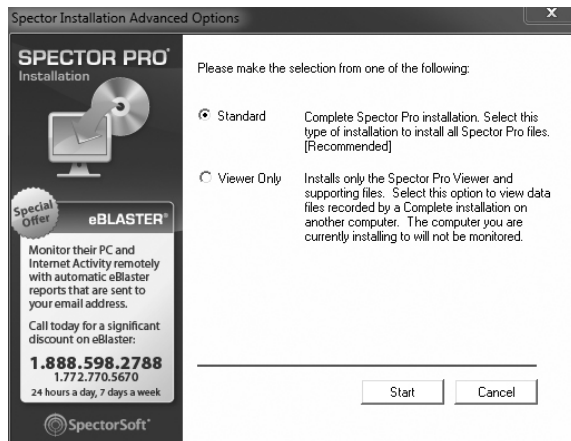 Spector Installation Advanced Options
X
SPECTOR PRO®
Installation
Special
Offer
eBLASTER®
Monitor their PC and
Internet Activity remotely
with automatic eBlaster
reports that are sent to
your email address.
Call today for a significant
discount on eBlaster:
1.888.598.2788
1.772.770.5670
24 hours a day, 7 days a week
SpectorSoft®
Please make the selection from one of the following:
Standard
Complete Spector Pro installation. Select this
type of installation to install all Spector Pro files.
[Recommended]
Viewer Only
Installs only the Spector Pro Viewer and
supporting files. Select this option to view data
files recorded by a Complete installation on
another computer. The computer you are
currently installing to will not be monitored.
Start
Cancel